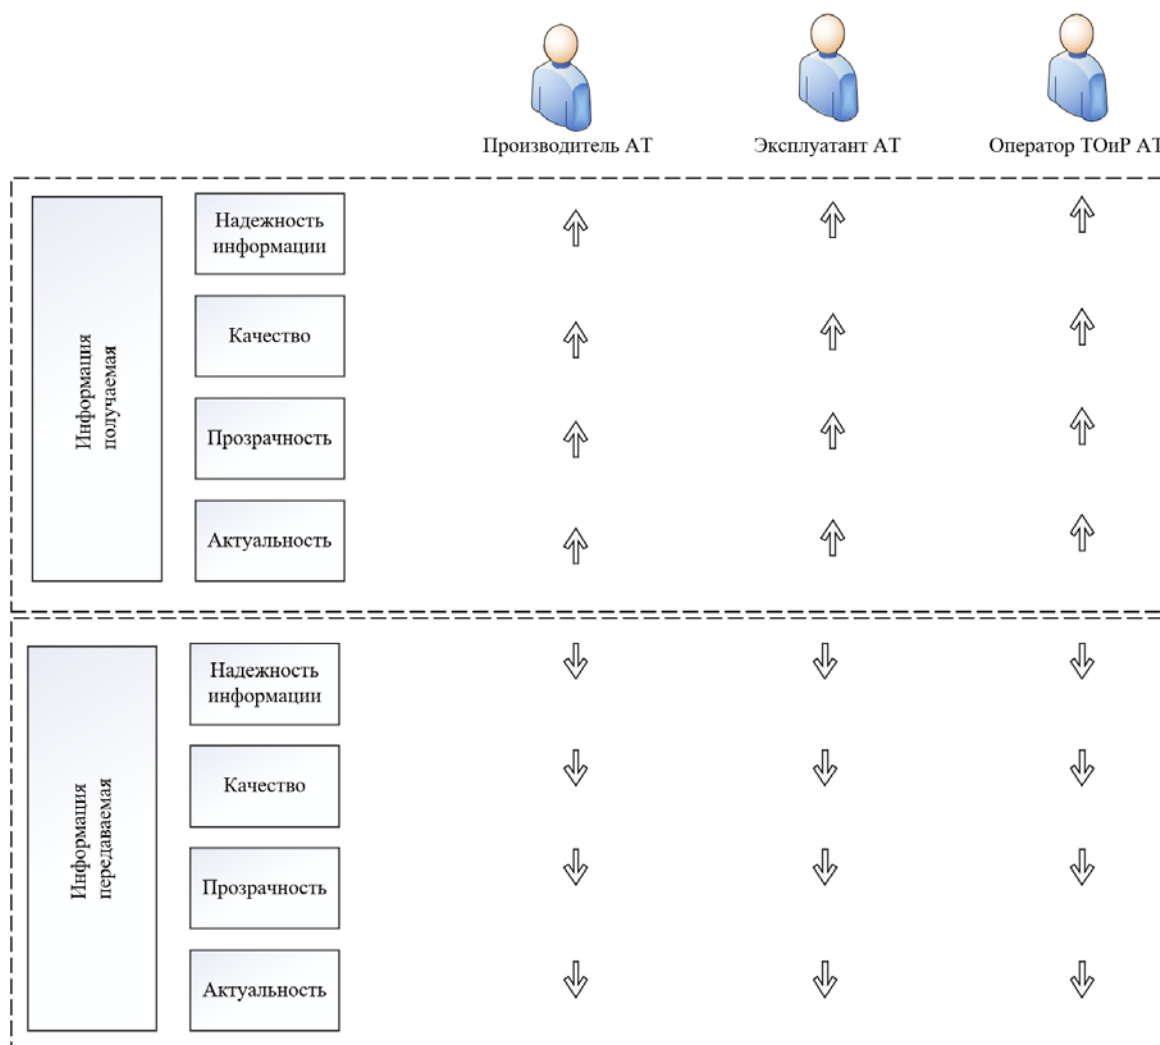 Производитель АТ
Эксплуатант АТ
Оператор ТОиР АТ
Информация
получаемая
Надежность
информации
Качество
Прозрачность
Актуальность
Информация
передаваемая
Надежность
информации
Качество
Прозрачность
Актуальность